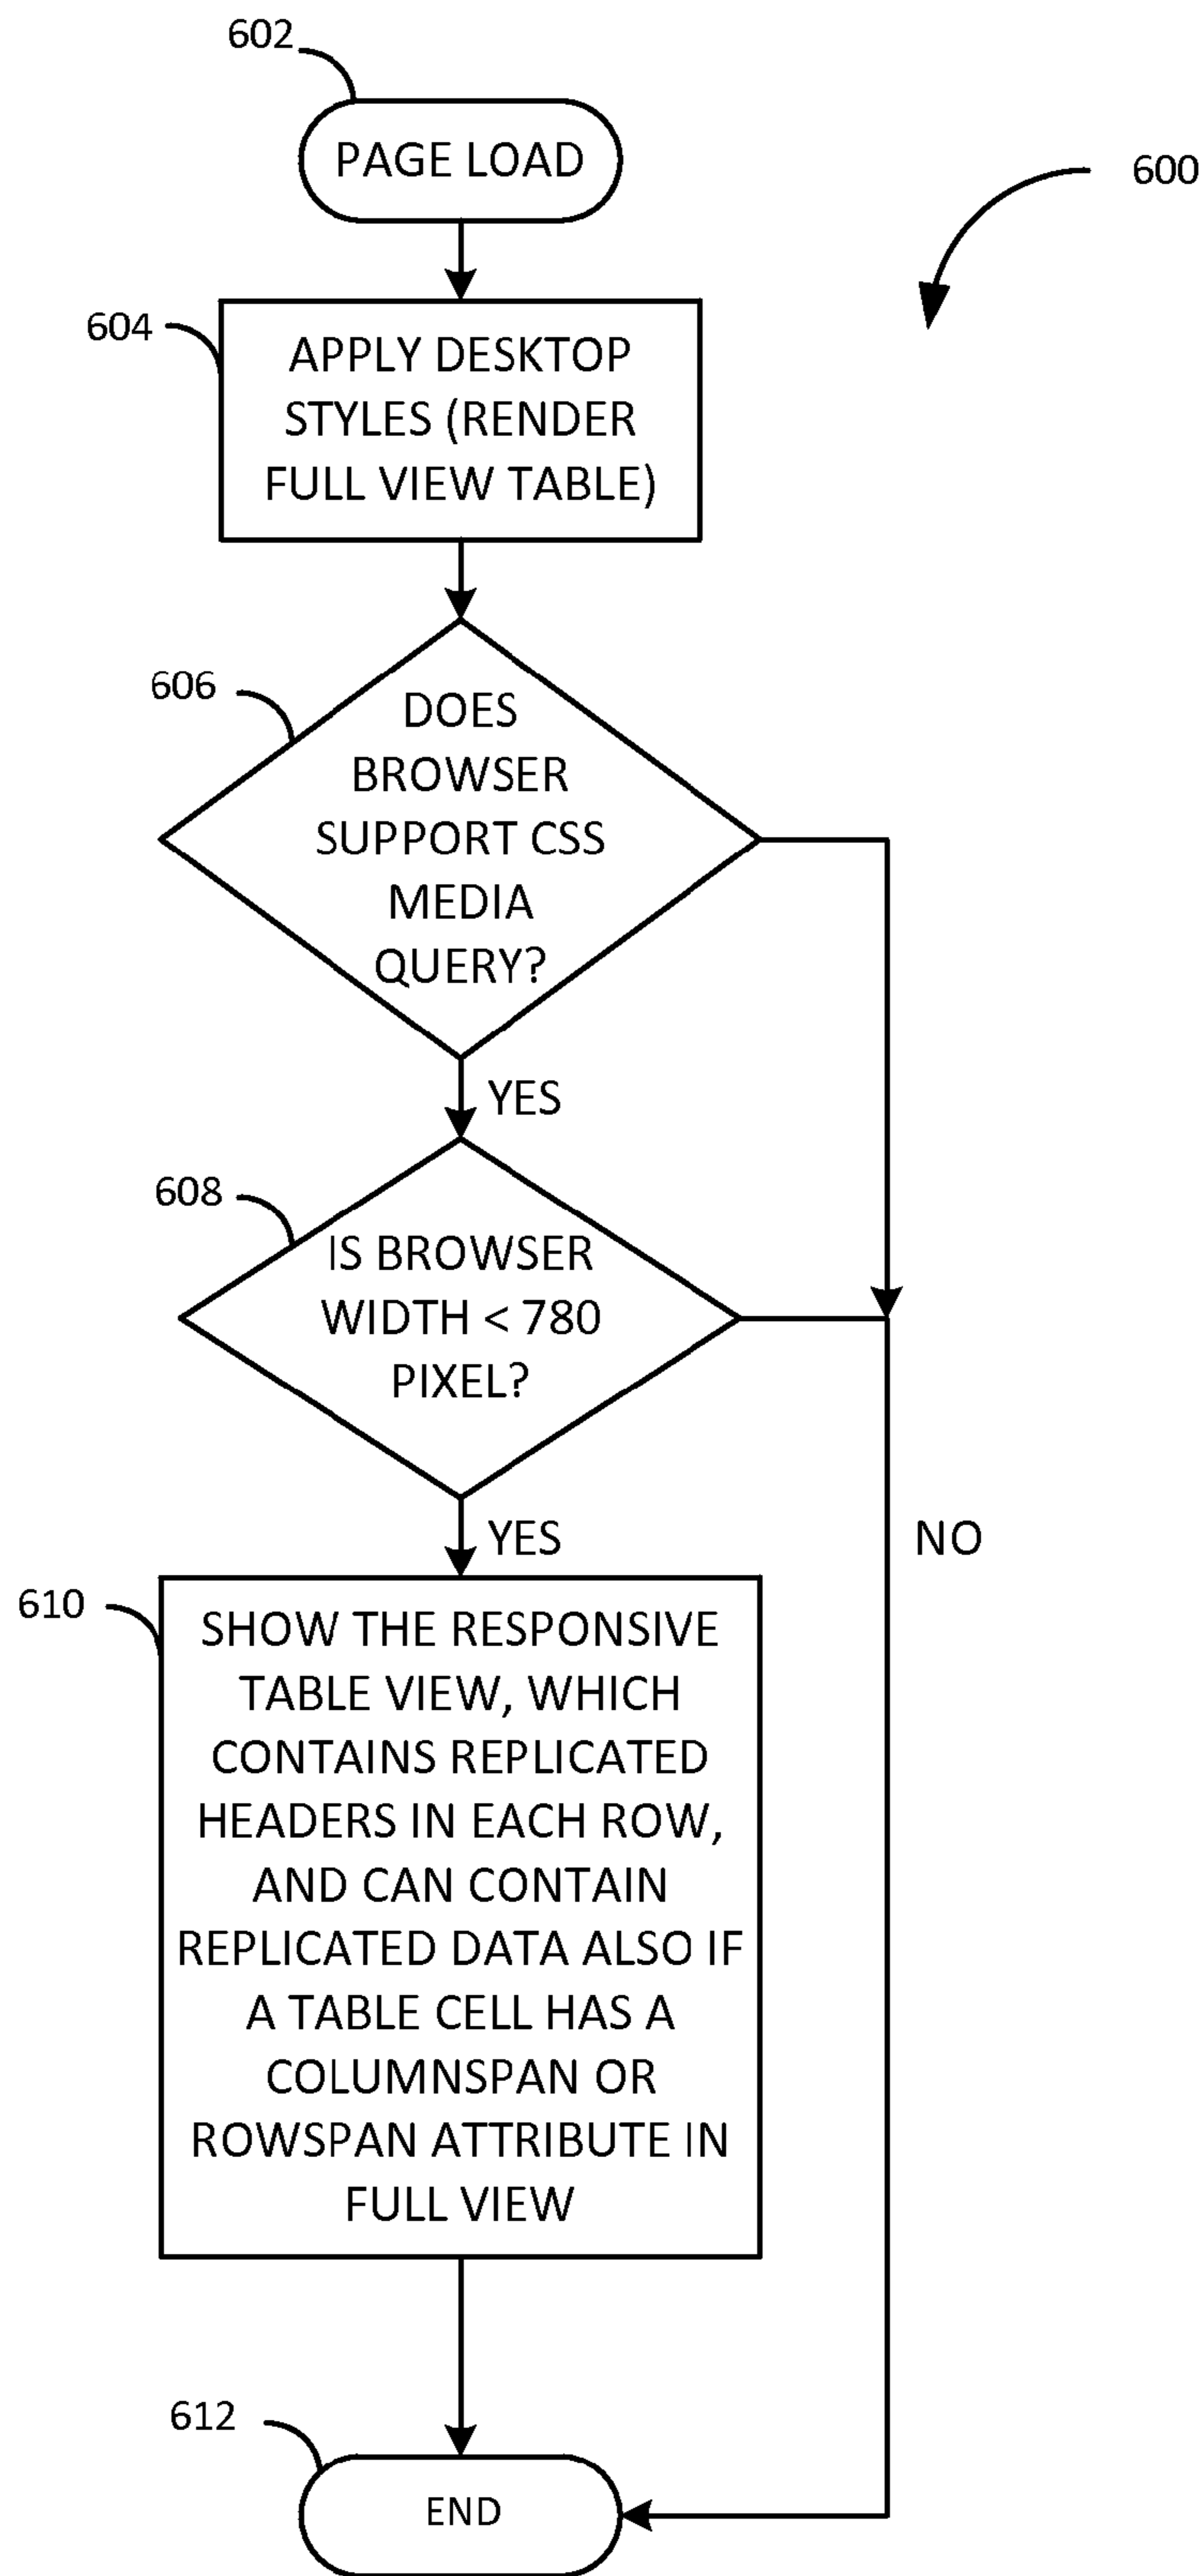 602
PAGE LOAD
600
604
APPLY DESKTOP
STYLES (RENDER
FULL VIEW TABLE)
606
DOES
BROWSER
SUPPORT CSS
MEDIA
QUERY?
YES
608
IS BROWSER
WIDTH < 780
PIXEL?
YES
NO
610
SHOW THE RESPONSIVE
TABLE VIEW, WHICH
CONTAINS REPLICATED
HEADERS IN EACH ROW,
AND CAN CONTAIN
REPLICATED DATA ALSO IF
A TABLE CELL HAS A
COLUMNSPAN OR
ROWSPAN ATTRIBUTE IN
FULL VIEW
612
END